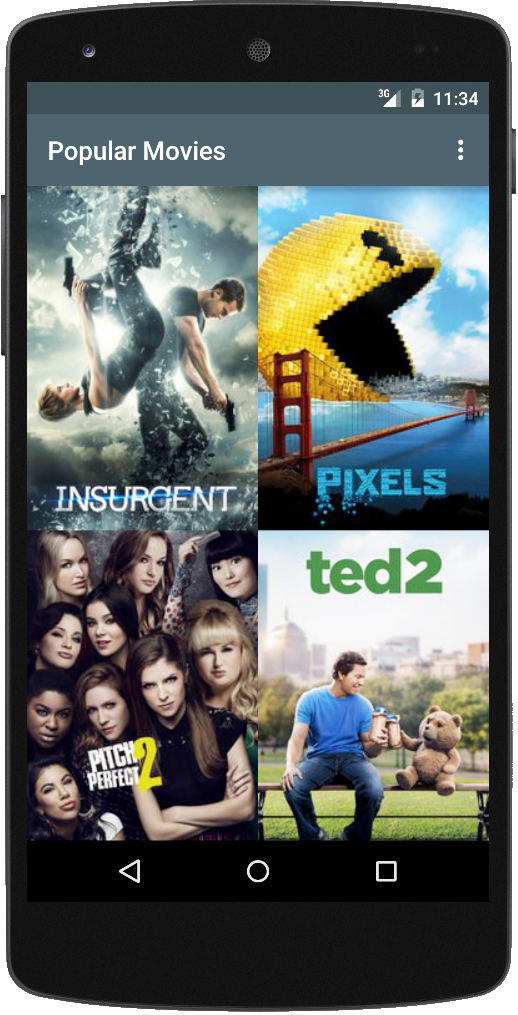 3G 11:34
Popular Movies
INSURGENT
PIXELS
ted2
PITCH
PERFECT 2